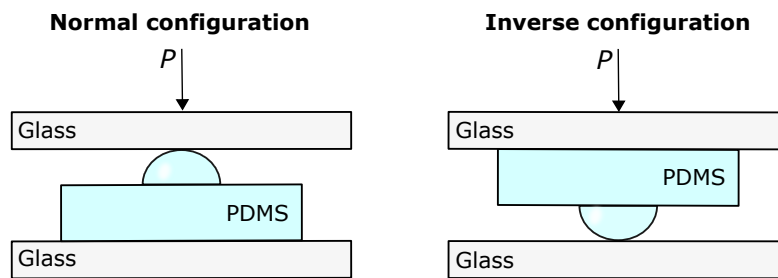 Normal configuration
P
Glass
PDMS
Glass
Inverse configuration
P
Glass
PDMS
Glass